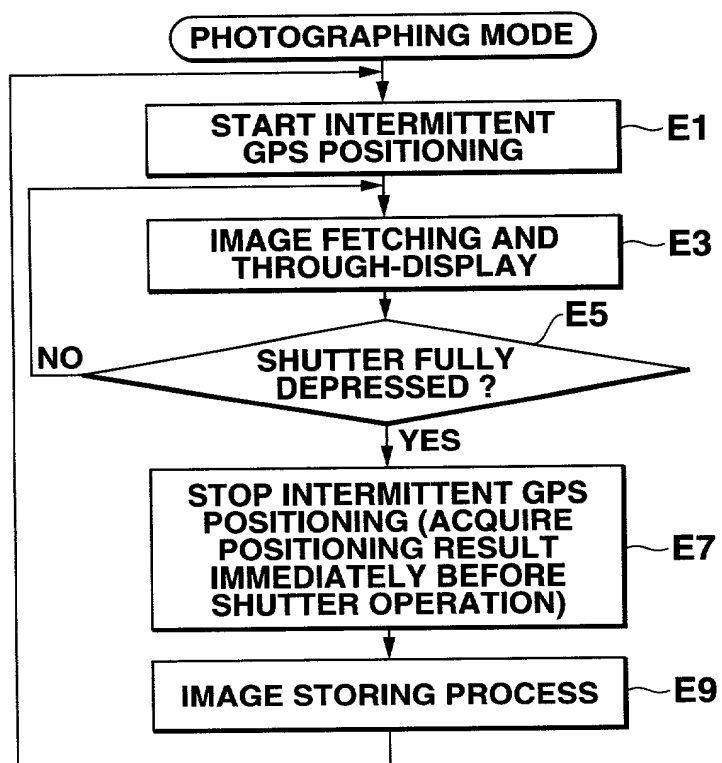 PHOTOGRAPHING MODE
START INTERMITTENT
GPS POSITIONING
E1
IMAGE FETCHING AND
THROUGH-DISPLAY
E3
E5
NO
SHUTTER FULLY
DEPRESSED ?
YES
STOP INTERMITTENT GPS
POSITIONING (ACQUIRE
POSITIONING RESULT
IMMEDIATELY BEFORE
SHUTTER OPERATION)
E7
IMAGE STORING PROCESS
E9